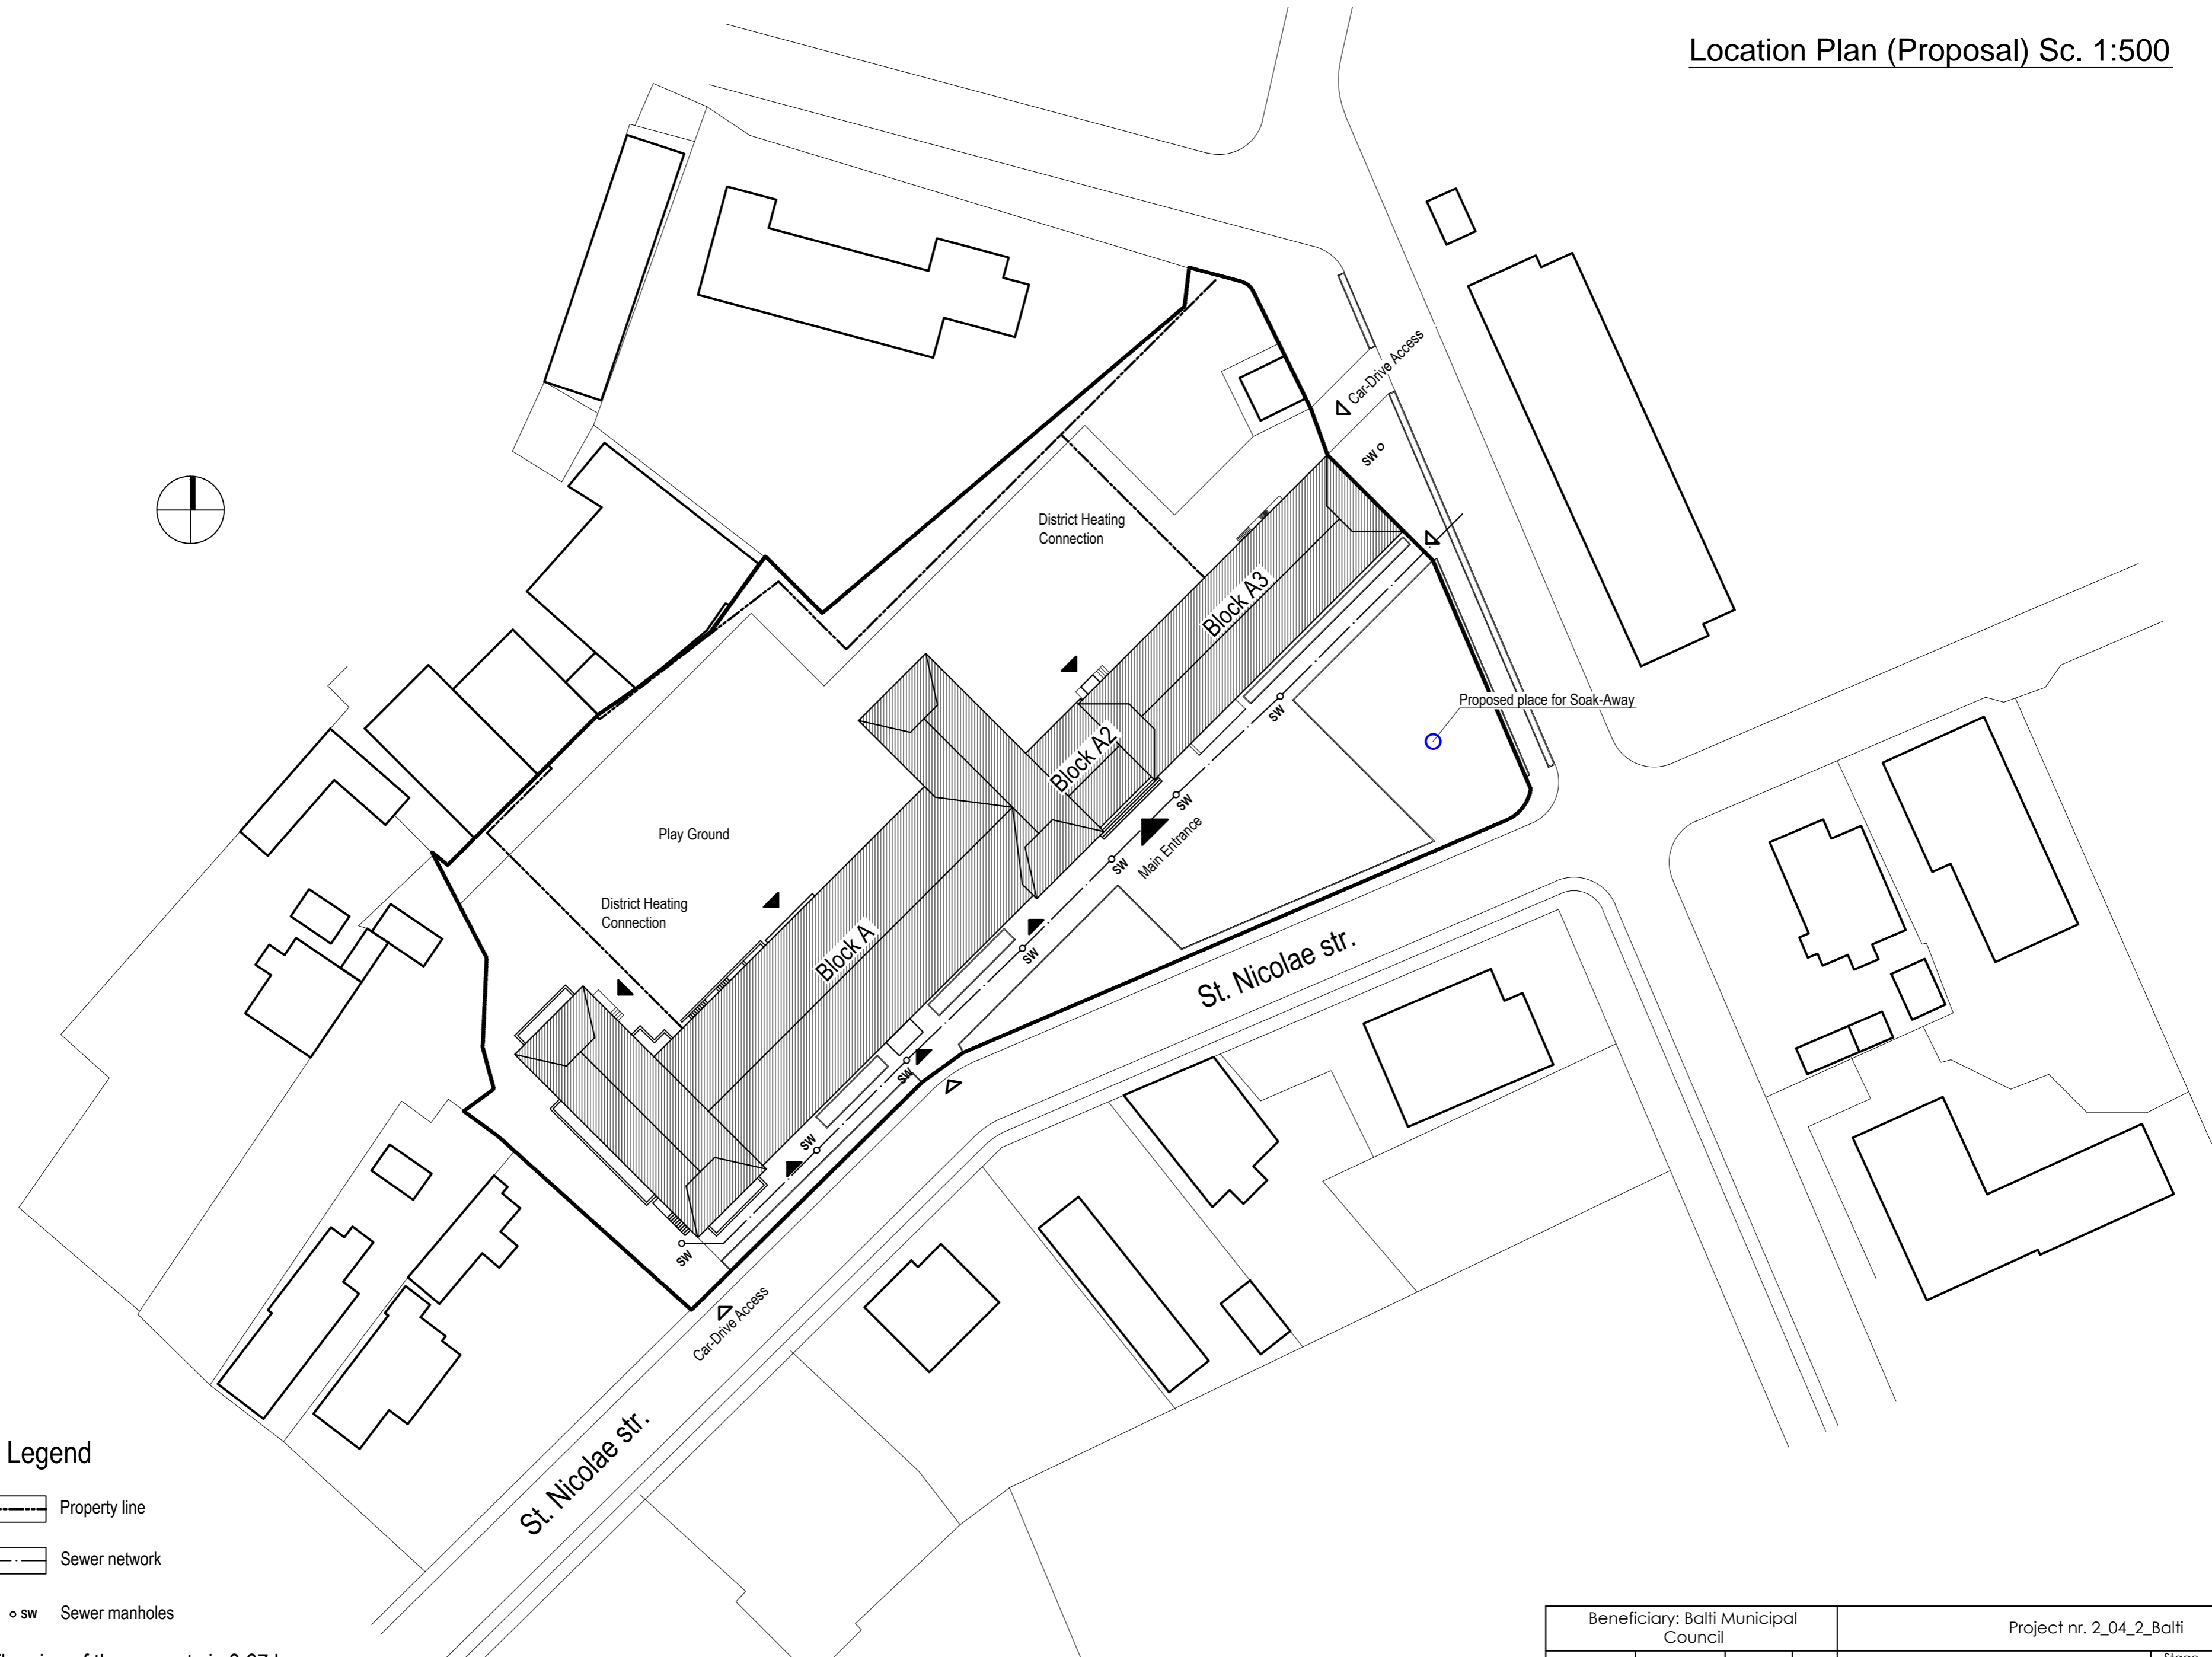 Location Plan (Proposal) Sc. 1:500
Car-Drive Access
SW
District Heating
Connection
Block A3
Proposed place for Soak-Away
SW
Block A2
SW
Main Entrance
SW
Play Ground
District Heating
Connection
Block A
SW
St. Nicolae str.
SW
SW
SW
Car-Drive Access
St. Nicolae str.
Legend
Property line
Sewer network
SW Sewer manholes
Beneficiary: Balti Municipal
Council
Project nr. 2_04_2_Balti